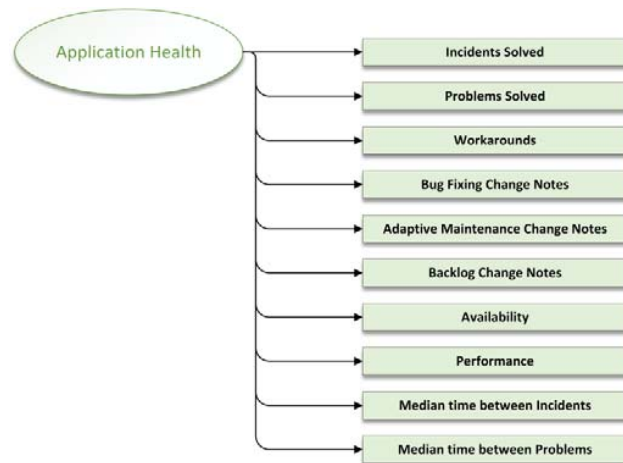 Application Health
Incidents Solved
Problems Solved
Workarounds
Bug Fixing Change Notes
Adaptive Maintenance Change Notes
Backlog Change Notes
Availability
Performance
Median time between Incidents
Median time between Problems